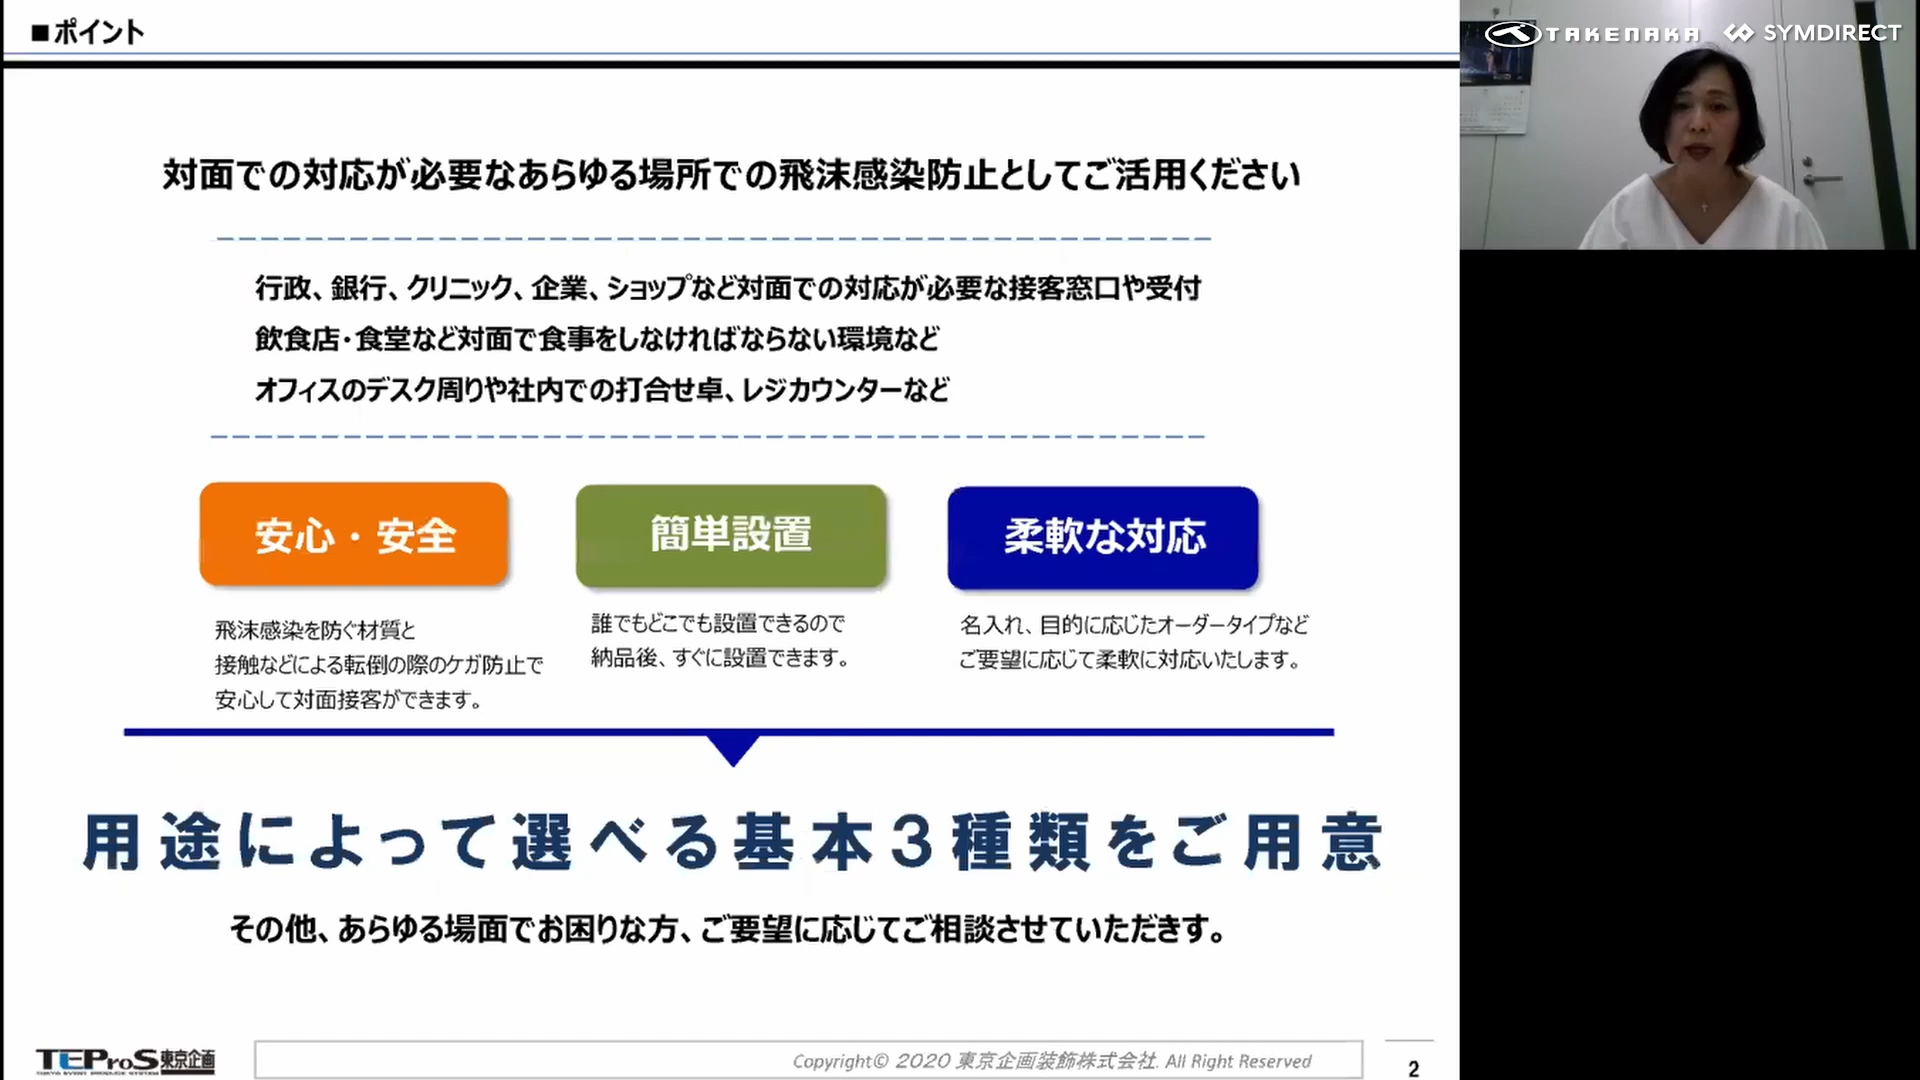 ■ポイント
TAKENAKA SYMDIRECT
対面での対応が必要なあらゆる場所での飛沫感染防止としてご活用ください
行政、銀行、クリニック、企業、ショップなど対面での対応が必要な接客窓口や受付
飲食店・食堂など対面で食事をしなければならない環境など
オフィスのデスク周りや社内での打合せ卓、レジカウンターなど
安心・安全
飛沫感染を防ぐ材質と
接触などによる転倒の際のケガ防止で
安心して対面接客ができます。
簡単設置
誰でもどこでも設置できるので
納品後、すぐに設置できます。
柔軟な対応
名入れ、目的に応じたオーダータイプなど
ご要望に応じて柔軟に対応いたします。
用途によって選べる基本3種類をご用意
その他、あらゆる場面でお困りな方、ご要望に応じてご相談させていただきす。
TEProS東京企画
TOKYO EVENT PRODUCE SYSTEM
Copyright© 2020 東京企画装飾株式会社. All Right Reserved
2